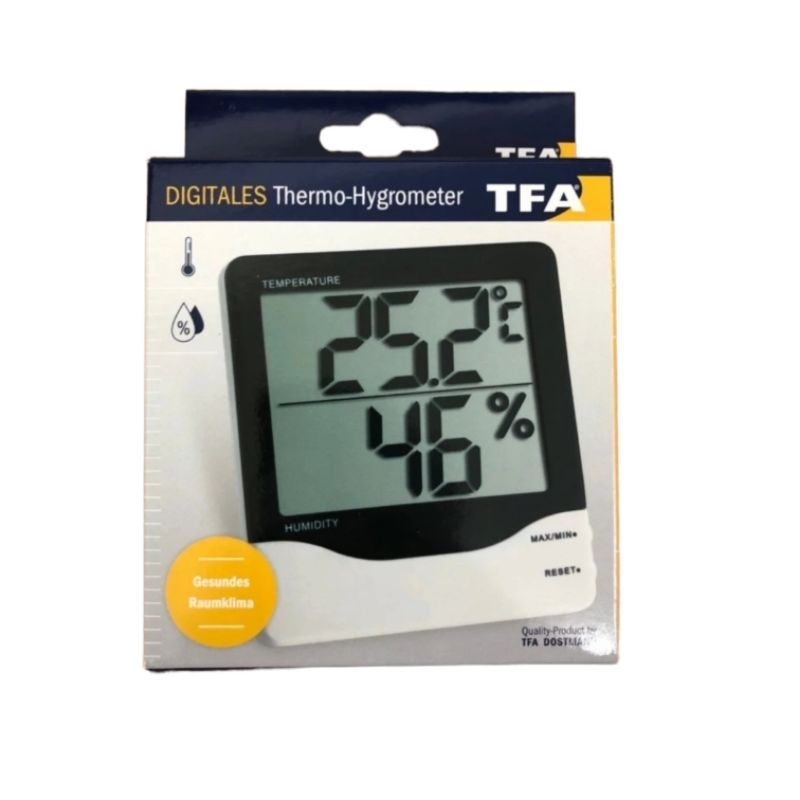 TFA
DIGITALES Thermo-Hygrometer TFA®
TEMPERATURE
25.2°C
%
46%
HUMIDITY
MAX/MIN
RESET
Gesundes
Raumklima
Quality-Product by
TFA DOSTMANN